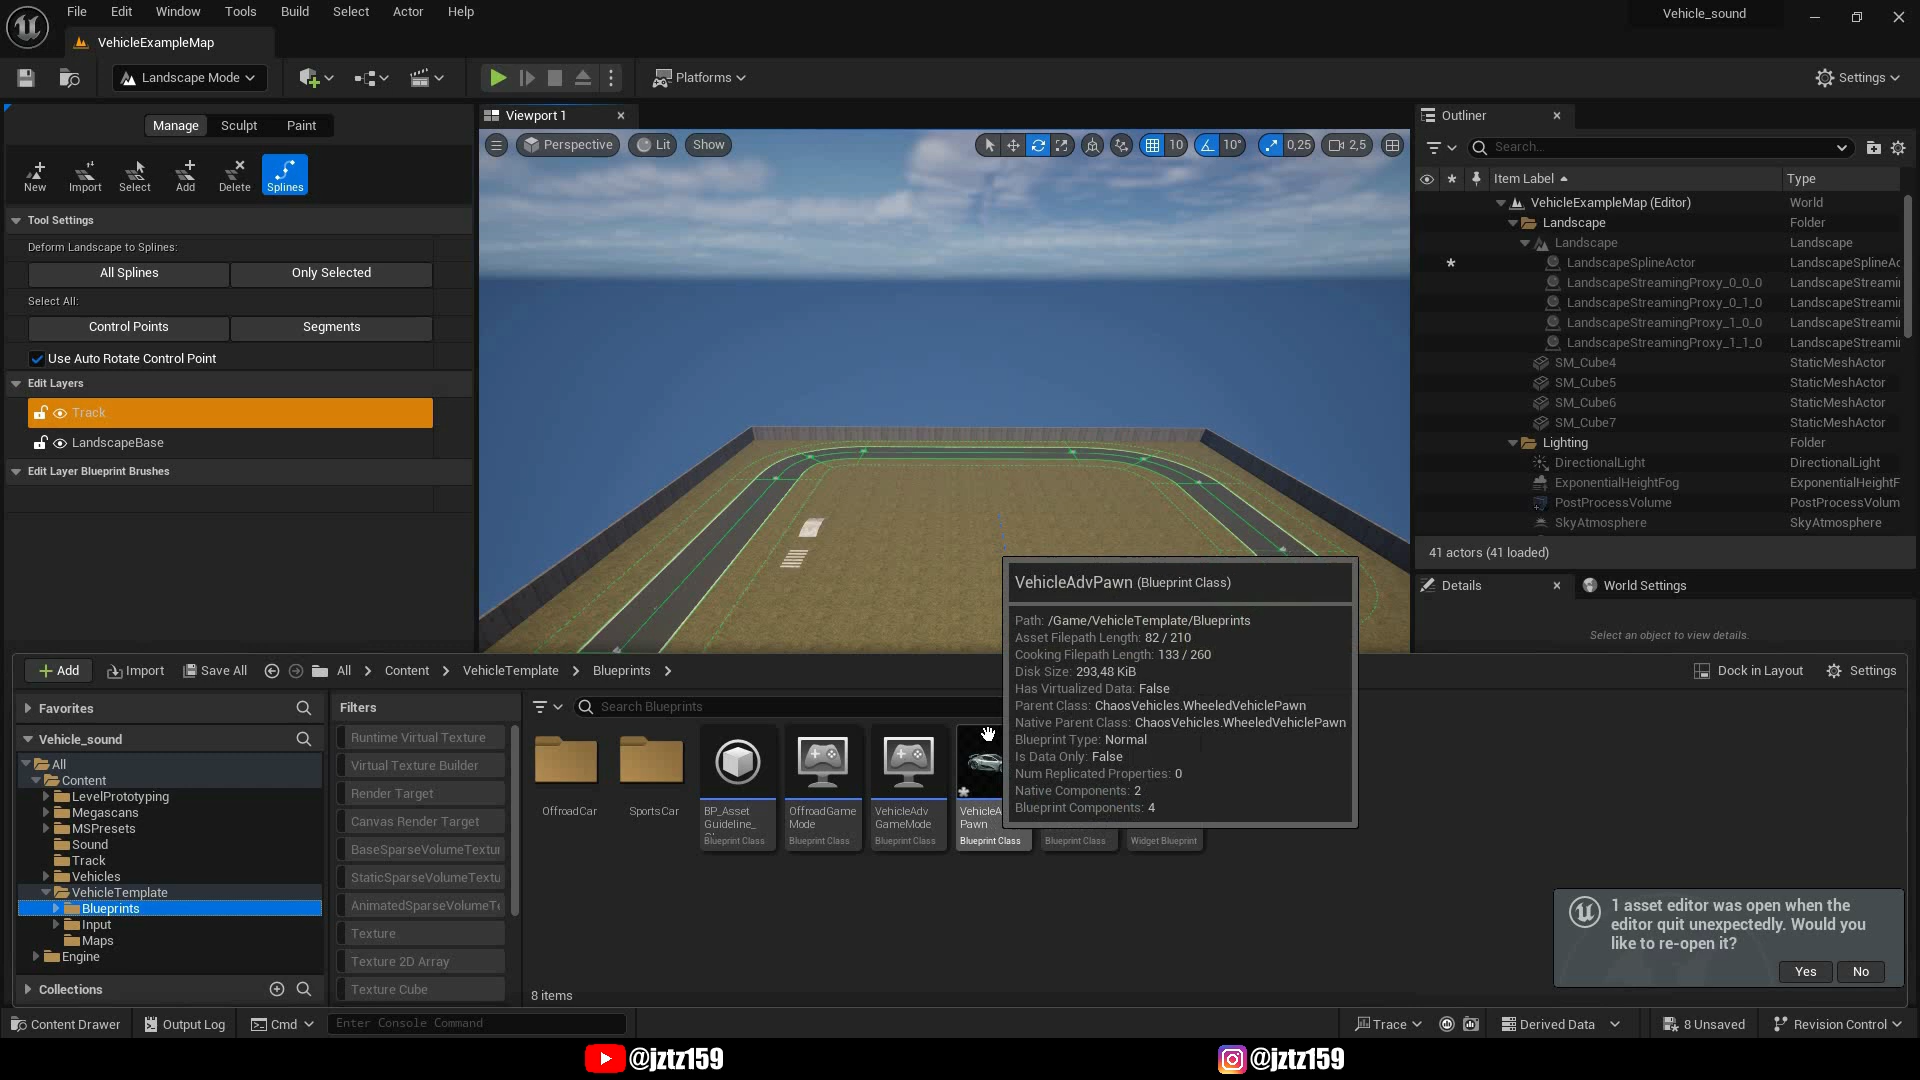 File Edit Window Tools Build Select Actor Help
Vehicle_sound
VehicleExampleMap
Landscape Mode
Platforms
Settings
Manage Sculpt Paint
New Import Select Add Delete Splines
Tool Settings
Deform Landscape to Splines:
All Splines Only Selected
Select All:
Control Points Segments
Use Auto Rotate Control Point
Edit Layers
Track
LandscapeBase
Edit Layer Blueprint Brushes
Viewport 1
Perspective Lit Show
10 10° 0,25 2,5
Outliner
Search...
Item Label Type
VehicleExampleMap (Editor) World
Landscape Folder
Landscape Landscape
LandscapeSplineActor LandscapeSplineAc
LandscapeStreamingProxy_0_0_0 LandscapeStreamin
LandscapeStreamingProxy_0_1_0 LandscapeStreamin
LandscapeStreamingProxy_1_0_0 LandscapeStreamin
LandscapeStreamingProxy_1_1_0 LandscapeStreamin
SM_Cube4 StaticMeshActor
SM_Cube5 StaticMeshActor
SM_Cube6 StaticMeshActor
SM_Cube7 StaticMeshActor
Lighting Folder
DirectionalLight DirectionalLight
ExponentialHeightFog ExponentialHeightF
PostProcessVolume PostProcessVolum
SkyAtmosphere SkyAtmosphere
41 actors (41 loaded)
Details World Settings
Select an object to view details.
VehicleAdvPawn (Blueprint Class)
Path: /Game/VehicleTemplate/Blueprints
Asset Filepath Length: 82 / 210
Cooking Filepath Length: 133 / 260
Disk Size: 293,48 KiB
Has Virtualized Data: False
Parent Class: ChaosVehicles.WheeledVehiclePawn
Native Parent Class: ChaosVehicles.WheeledVehiclePawn
Blueprint Type: Normal
Is Data Only: False
Num Replicated Properties: 0
Native Components: 2
Blueprint Components: 4
Add Import Save All All Content VehicleTemplate Blueprints
Dock in Layout Settings
Favorites
Vehicle_sound
All
Content
LevelPrototyping
Megascans
MSPresets
Sound
Track
Vehicles
VehicleTemplate
Blueprints
Input
Maps
Engine
Collections
Filters
Runtime Virtual Texture
Virtual Texture Builder
Render Target
Canvas Render Target
BaseSparseVolumeTextur
StaticSparseVolumeTextu
AnimatedSparseVolumeTe
Texture
Texture 2D Array
Texture Cube
Search Blueprints
OffroadCar
SportsCar
BP_Asset
Guideline_
Blueprint Class
OffroadGame
Mode
Blueprint Class
VehicleAdv
GameMode
Blueprint Class
VehicleA
Pawn
Blueprint Class
Blueprint Class
Widget Blueprint
8 items
1 asset editor was open when the
editor quit unexpectedly. Would you
like to re-open it?
Yes No
Content Drawer Output Log Cmd Enter Console Command
Trace Derived Data 8 Unsaved Revision Control
@jztz159
@jztz159